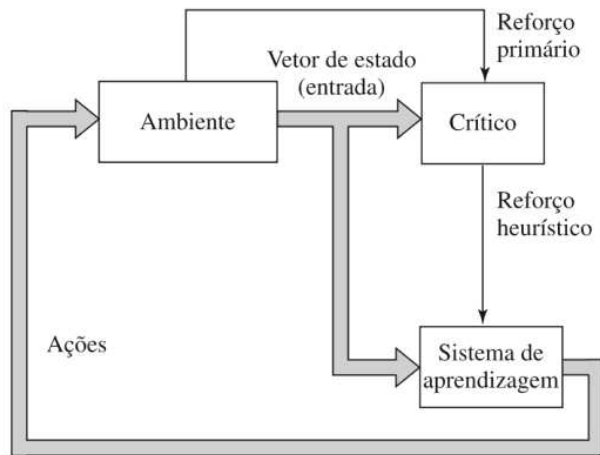 Reforço
primário
Vetor de estado
(entrada)
Ambiente
Crítico
Reforço
heurístico
Ações
Sistema de
aprendizagem